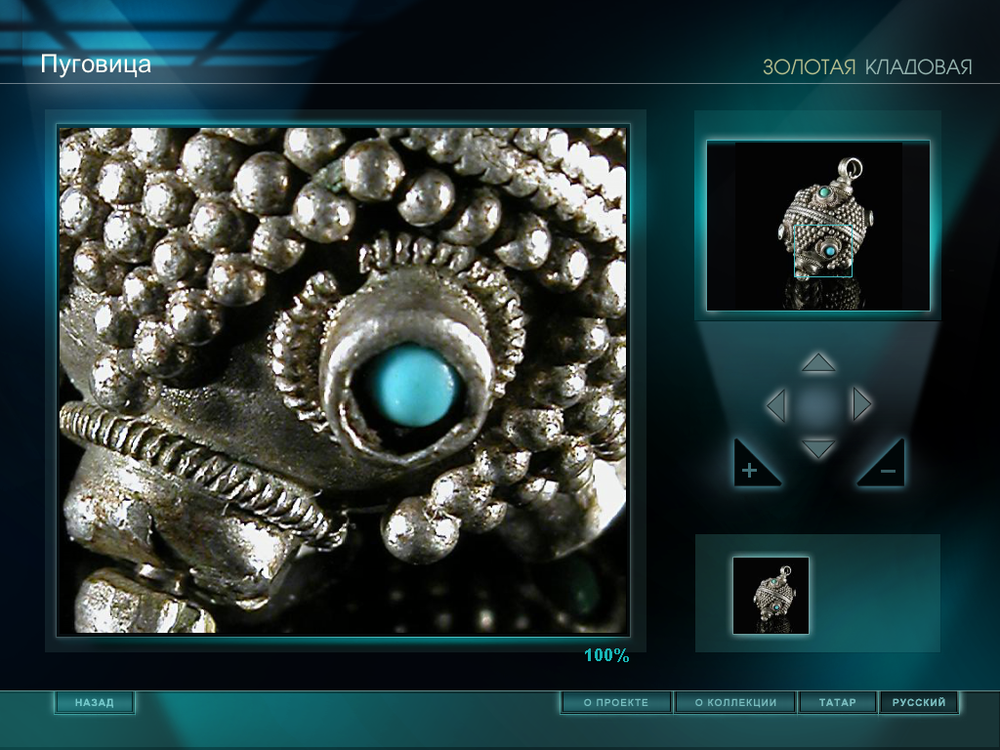 Пуговица
ЗОЛОТАЯ КЛАДОВАЯ
100%
НАЗАД
О ПРОЕКТЕ
О КОЛЛЕКЦИИ
ТАТАР
РУССКИЙ